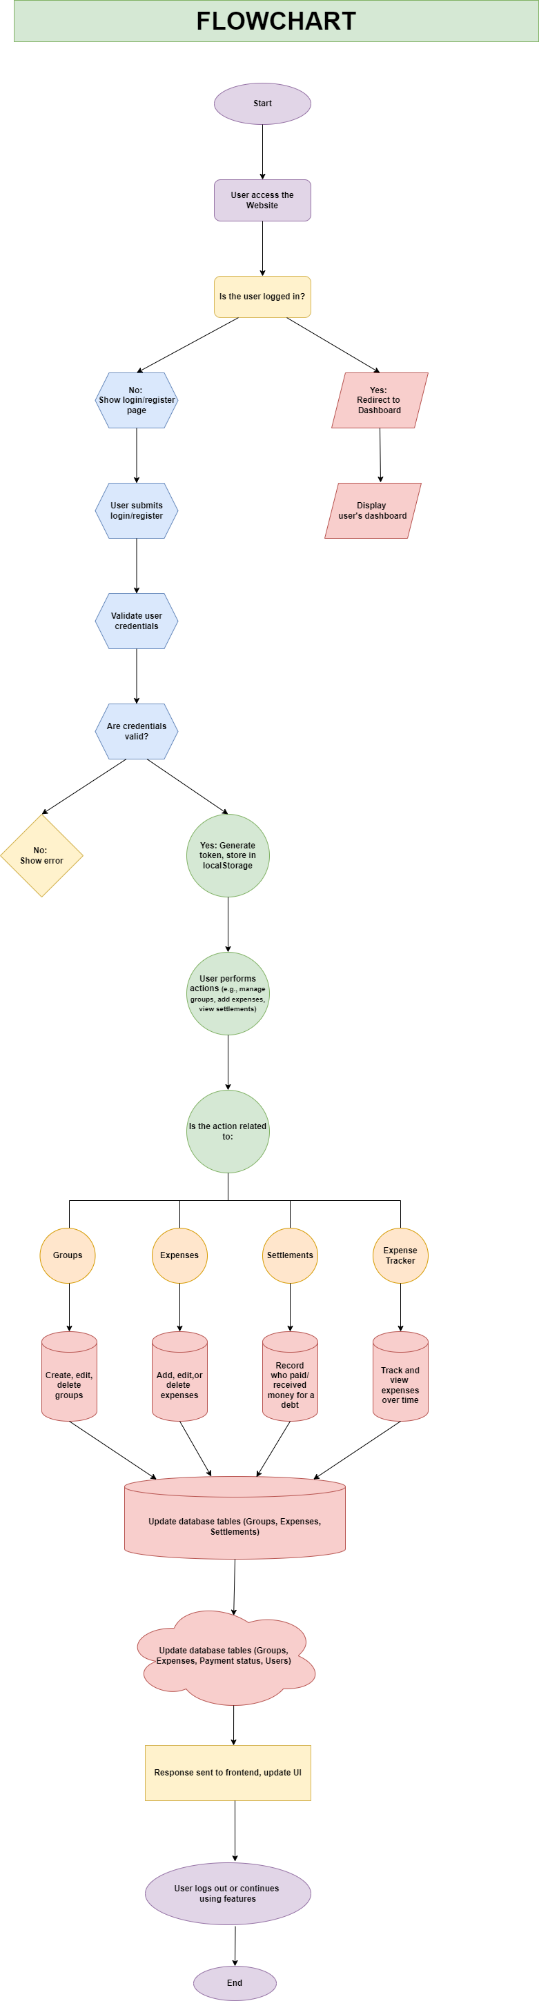 FLOWCHART
Start
User access the
Website
Is the user logged in?
No:
Show login/register
page
Yes:
Redirect to
Dashboard
User submits
login/register
Display
user's dashboard
Validate user
credentials
Are credentials
valid?
No:
Show error
Yes: Generate
token, store in
localStorage
User performs
actions (e.g., manage
groups, add expenses,
view settlements)
Is the action related
to:
Groups
Expenses
Settlements
Expense
Tracker
Create, edit,
delete
groups
Add, edit,or
delete
expenses
Record
who paid/
received
money for a
debt
Track and
view
expenses
over time
Update database tables (Groups, Expenses,
Settlements)
Update database tables (Groups,
Expenses, Payment status, Users)
Response sent to frontend, update UI
User logs out or continues
using features
End